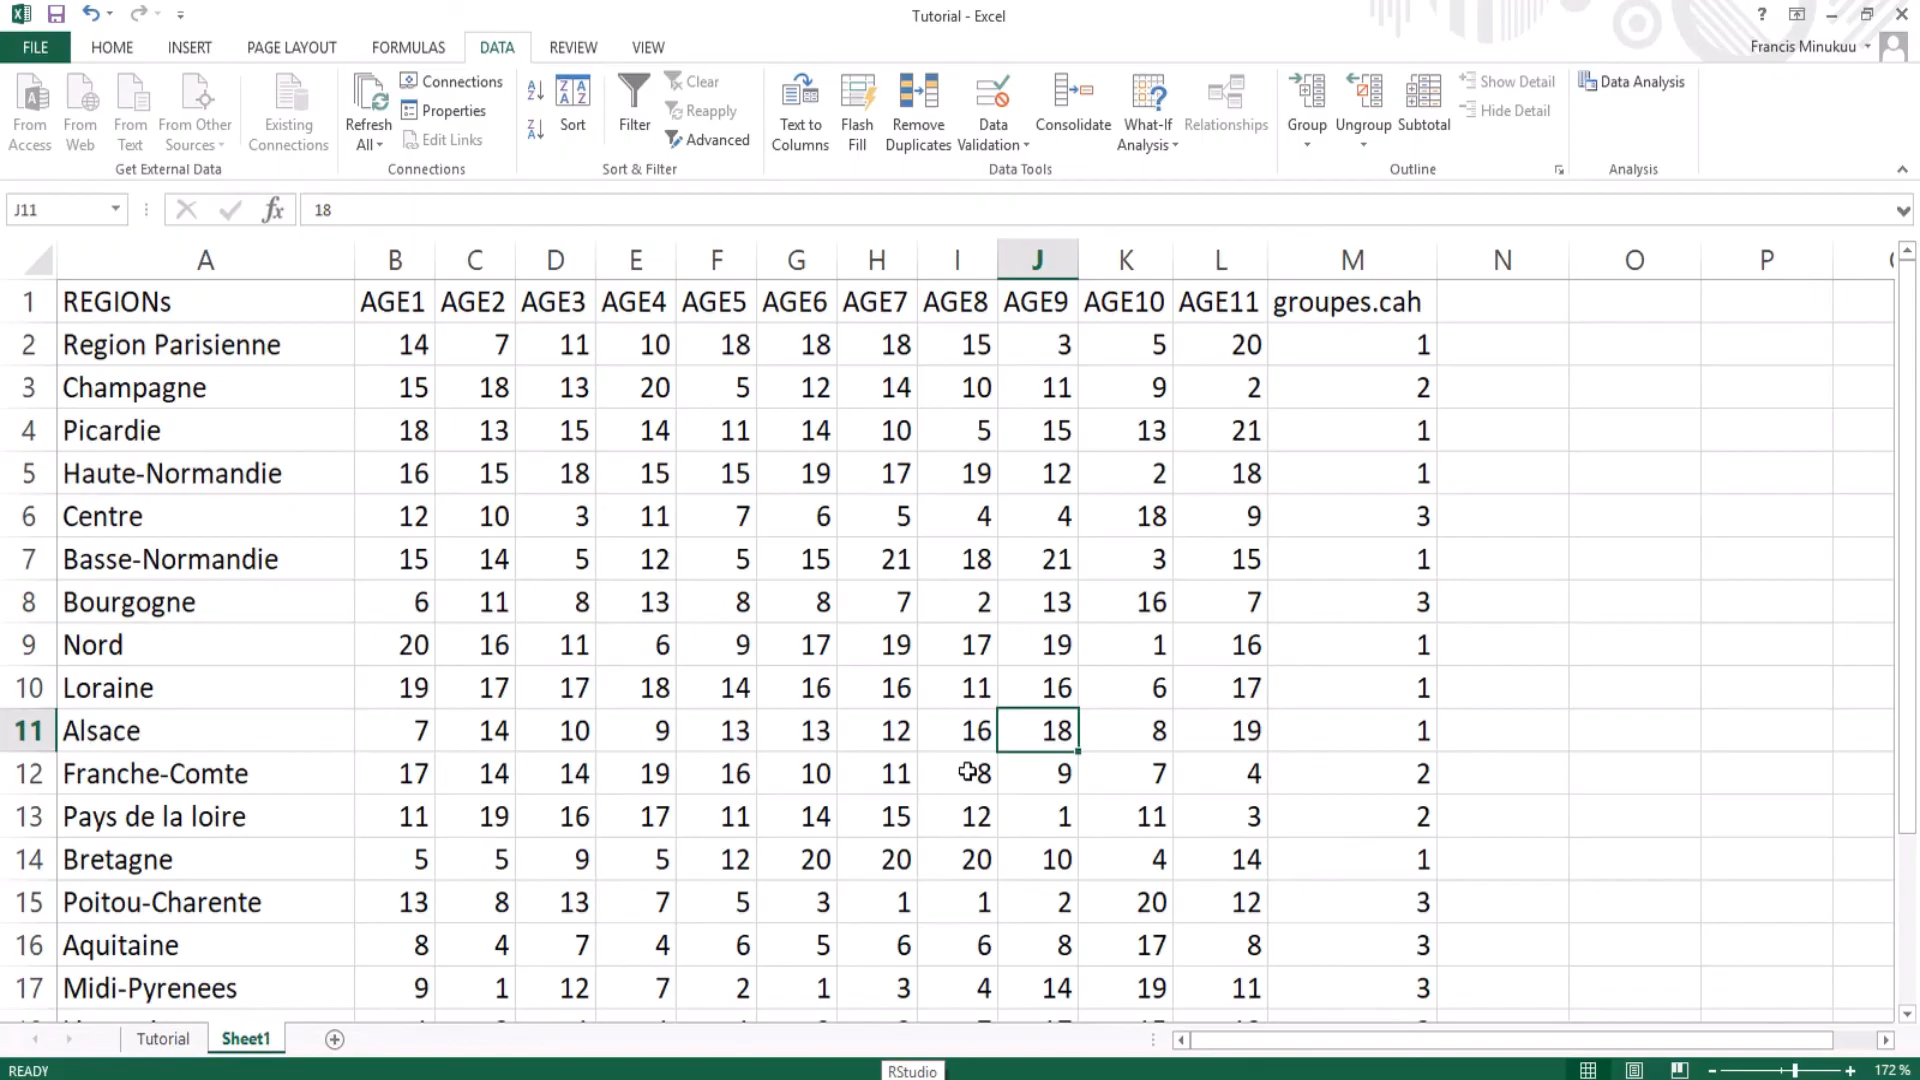 Tutorial - Excel
?
Francis Minukuu
FILE HOME INSERT PAGE LAYOUT FORMULAS DATA REVIEW VIEW
From Access
From Web
From Text
From Other Sources
Existing Connections
Get External Data
Refresh All
Connections
Properties
Edit Links
Connections
Sort
Filter
Clear
Reapply
Advanced
Sort & Filter
Text to Columns
Flash Fill
Remove Duplicates
Data Validation
Consolidate
What-If Analysis
Relationships
Data Tools
Group
Ungroup
Subtotal
Show Detail
Hide Detail
Outline
Data Analysis
Analysis
J11 fx 18
A B C D E F G H I J K L M N O P
1 REGIONs AGE1 AGE2 AGE3 AGE4 AGE5 AGE6 AGE7 AGE8 AGE9 AGE10 AGE11 groupes.cah
2 Region Parisienne 14 7 11 10 18 18 18 15 3 5 20 1
3 Champagne 15 18 13 20 5 12 14 10 11 9 2 2
4 Picardie 18 13 15 14 11 14 10 5 15 13 21 1
5 Haute-Normandie 16 15 18 15 15 19 17 19 12 2 18 1
6 Centre 12 10 3 11 7 6 5 4 4 18 9 3
7 Basse-Normandie 15 14 5 12 5 15 21 18 21 3 15 1
8 Bourgogne 6 11 8 13 8 8 7 2 13 16 7 3
9 Nord 20 16 11 6 9 17 19 17 19 1 16 1
10 Loraine 19 17 17 18 14 16 16 11 16 6 17 1
11 Alsace 7 14 10 9 13 13 12 16 18 8 19 1
12 Franche-Comte 17 14 14 19 16 10 11 8 9 7 4 2
13 Pays de la loire 11 19 16 17 11 14 15 12 1 11 3 2
14 Bretagne 5 5 9 5 12 20 20 20 10 4 14 1
15 Poitou-Charente 13 8 13 7 5 3 1 1 2 20 12 3
16 Aquitaine 8 4 7 4 6 5 6 6 8 17 8 3
17 Midi-Pyrenees 9 1 12 7 2 1 3 4 14 19 11 3
Tutorial Sheet1
READY RStudio 172 %